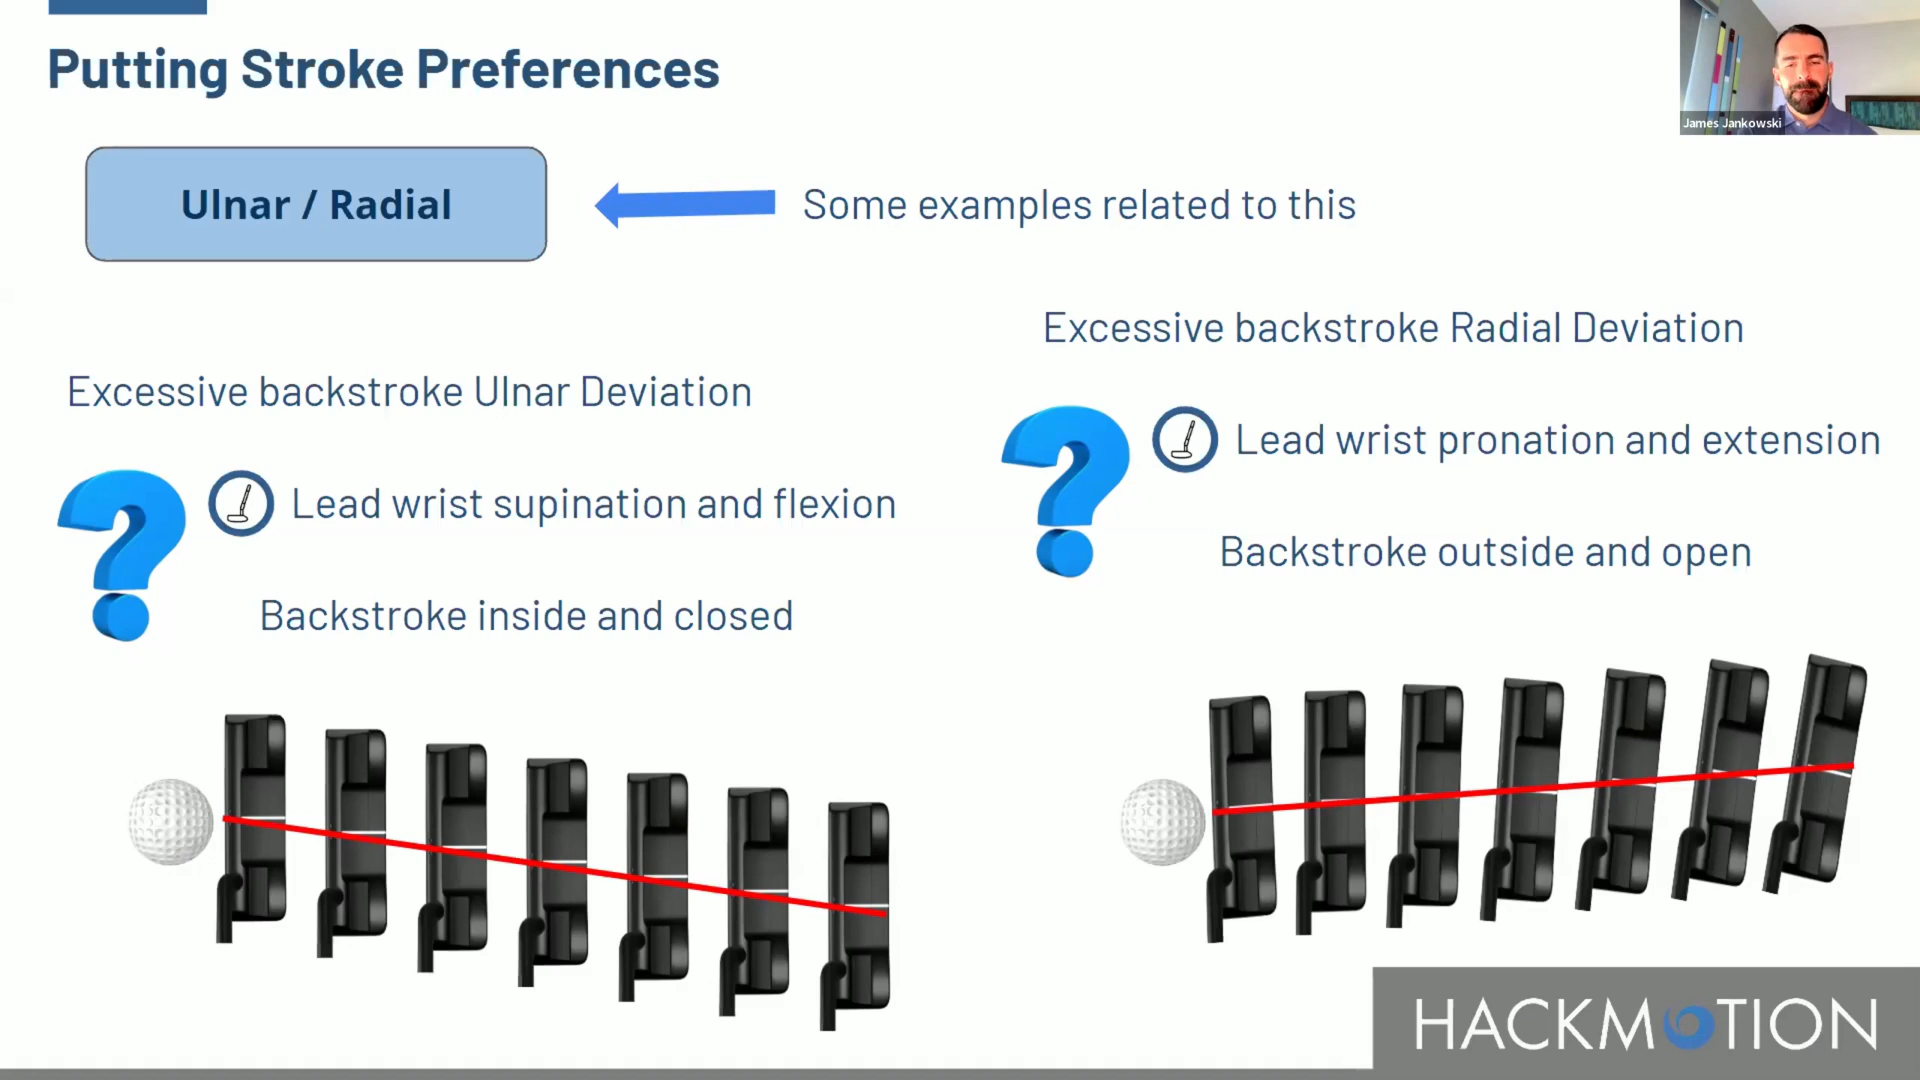 Putting Stroke Preferences
James Jankowski
Ulnar / Radial
Some examples related to this
Excessive backstroke Ulnar Deviation
Lead wrist supination and flexion
Backstroke inside and closed
Excessive backstroke Radial Deviation
Lead wrist pronation and extension
Backstroke outside and open
HACKMOTION